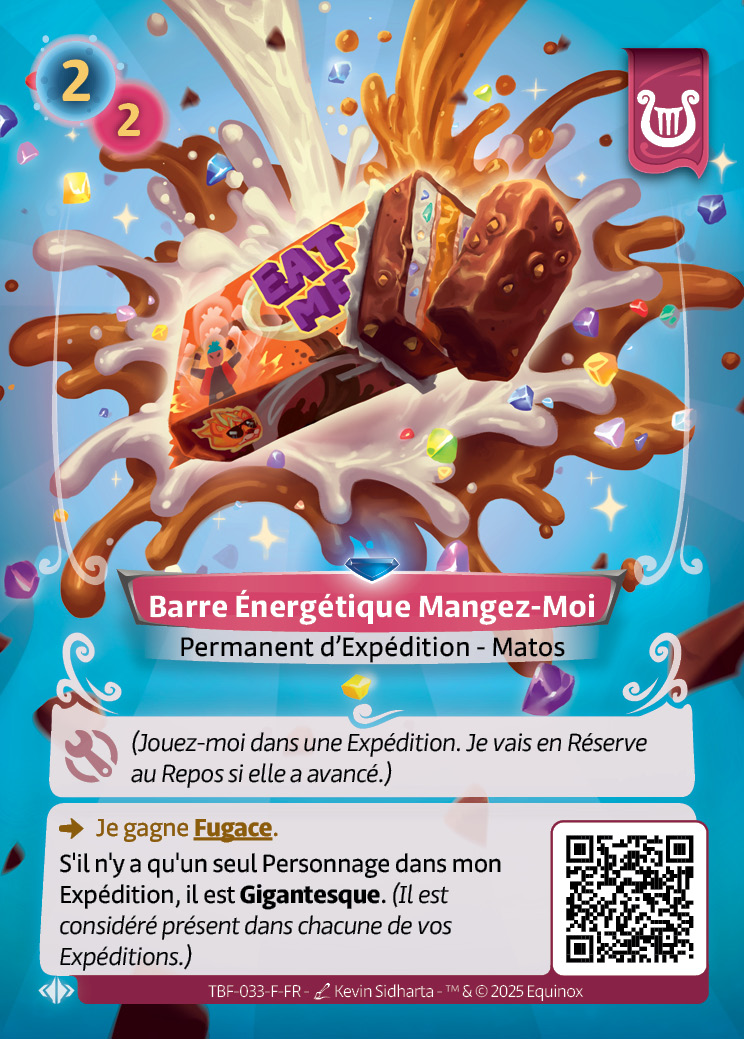 2
2
EAT
ME
Barre Énergétique Mangez-Moi
Permanent d'Expédition - Matos
(Jouez-moi dans une Expédition. Je vais en Réserve
au Repos si elle a avancé.)
Je gagne Fugace.
S'il n'y a qu'un seul Personnage dans mon
Expédition, il est Gigantesque. (Il est
considéré présent dans chacune de vos
Expéditions.)
TBF-033-F-FR - Kevin Sidharta - ™ & © 2025 Equinox